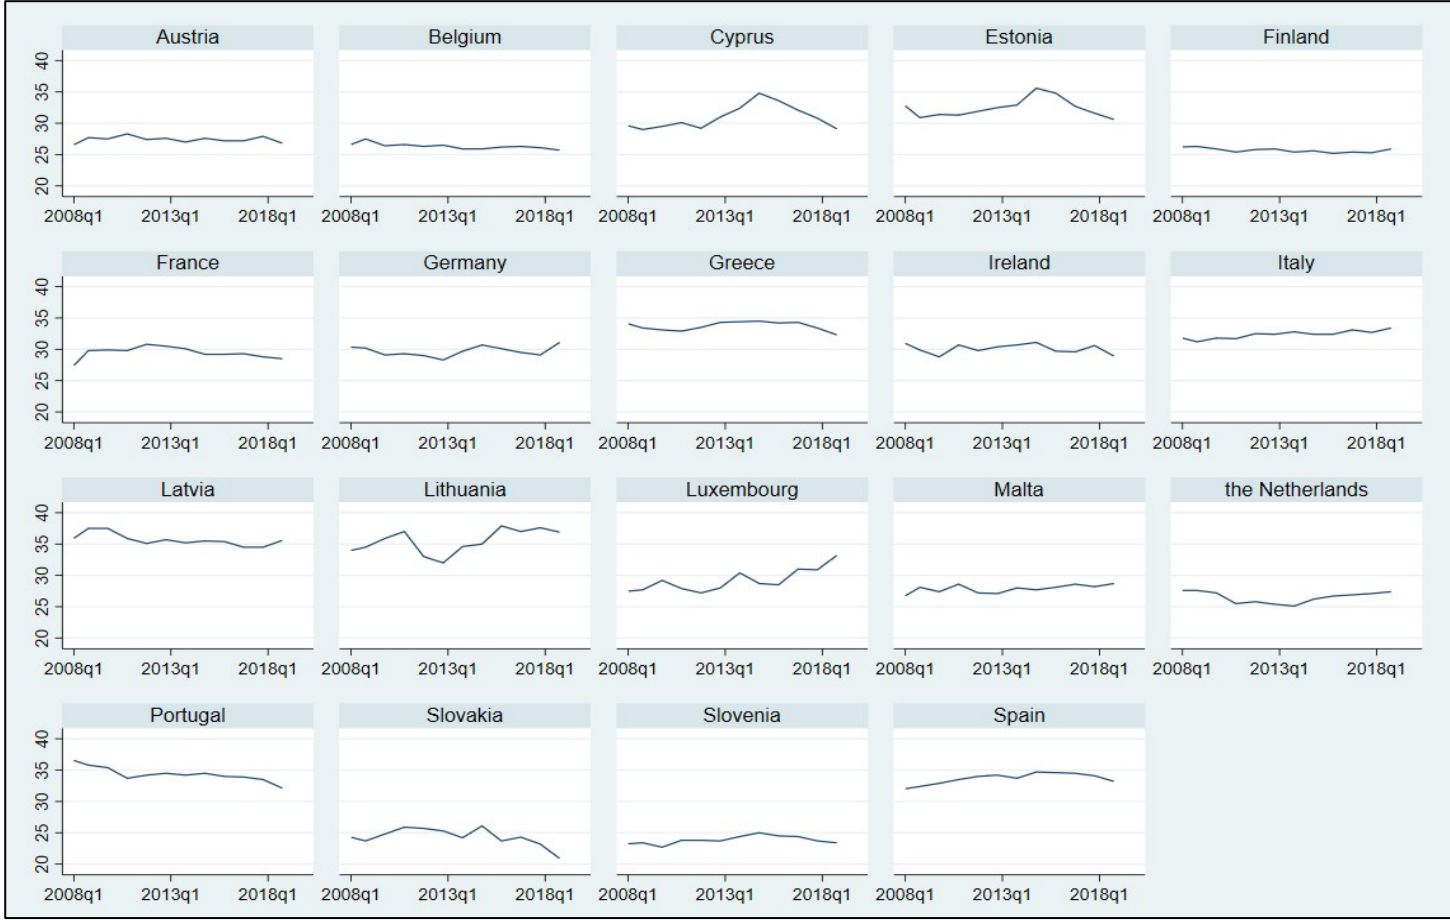 Austria Belgium Cyprus Estonia Finland
40
35
30
25
20
2008q1 2013q1 2018q1 2008q1 2013q1 2018q1 2008q1 2013q1 2018q1 2008q1 2013q1 2018q1 2008q1 2013q1 2018q1
France Germany Greece Ireland Italy
40
35
30
25
20
2008q1 2013q1 2018q1 2008q1 2013q1 2018q1 2008q1 2013q1 2018q1 2008q1 2013q1 2018q1 2008q1 2013q1 2018q1
Latvia Lithuania Luxembourg Malta the Netherlands
40
35
30
25
20
2008q1 2013q1 2018q1 2008q1 2013q1 2018q1 2008q1 2013q1 2018q1 2008q1 2013q1 2018q1 2008q1 2013q1 2018q1
Portugal Slovakia Slovenia Spain
40
35
30
25
20
2008q1 2013q1 2018q1 2008q1 2013q1 2018q1 2008q1 2013q1 2018q1 2008q1 2013q1 2018q1